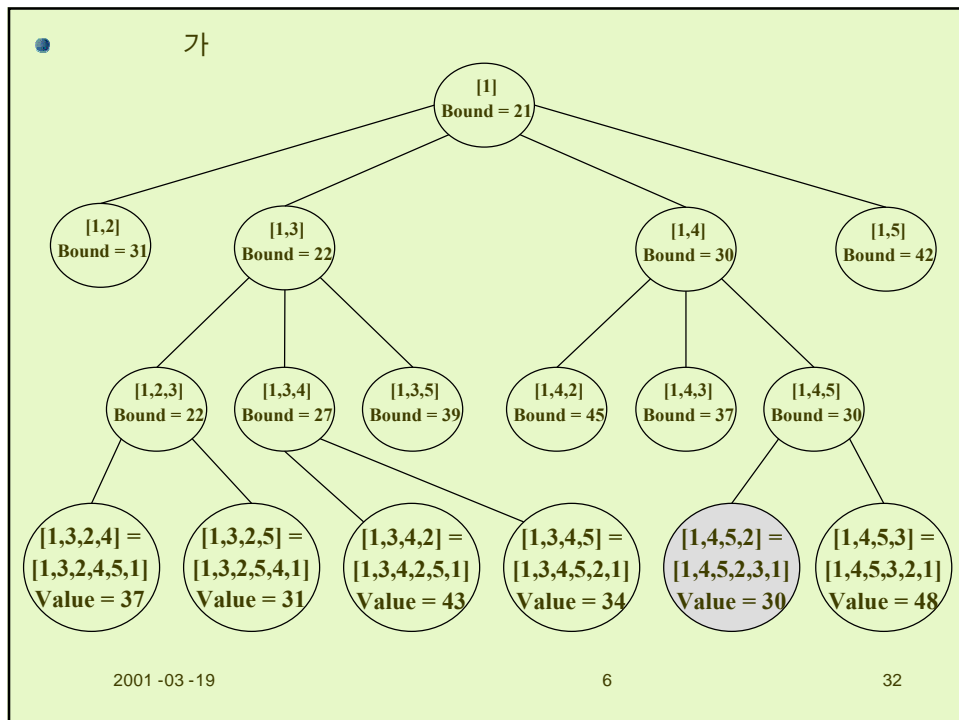 가
[1]
Bound = 21
[1,2]
Bound = 31
[1,3]
Bound = 22
[1,4]
Bound = 30
[1,5]
Bound = 42
[1,2,3]
Bound = 22
[1,3,4]
Bound = 27
[1,3,5]
Bound = 39
[1,4,2]
Bound = 45
[1,4,3]
Bound = 37
[1,4,5]
Bound = 30
[1,3,2,4] =
[1,3,2,4,5,1]
Value = 37
[1,3,2,5] =
[1,3,2,5,4,1]
Value = 31
[1,3,4,2] =
[1,3,4,2,5,1]
Value = 43
[1,3,4,5] =
[1,3,4,5,2,1]
Value = 34
[1,4,5,2] =
[1,4,5,2,3,1]
Value = 30
[1,4,5,3] =
[1,4,5,3,2,1]
Value = 48
2001 -03 -19 6 32